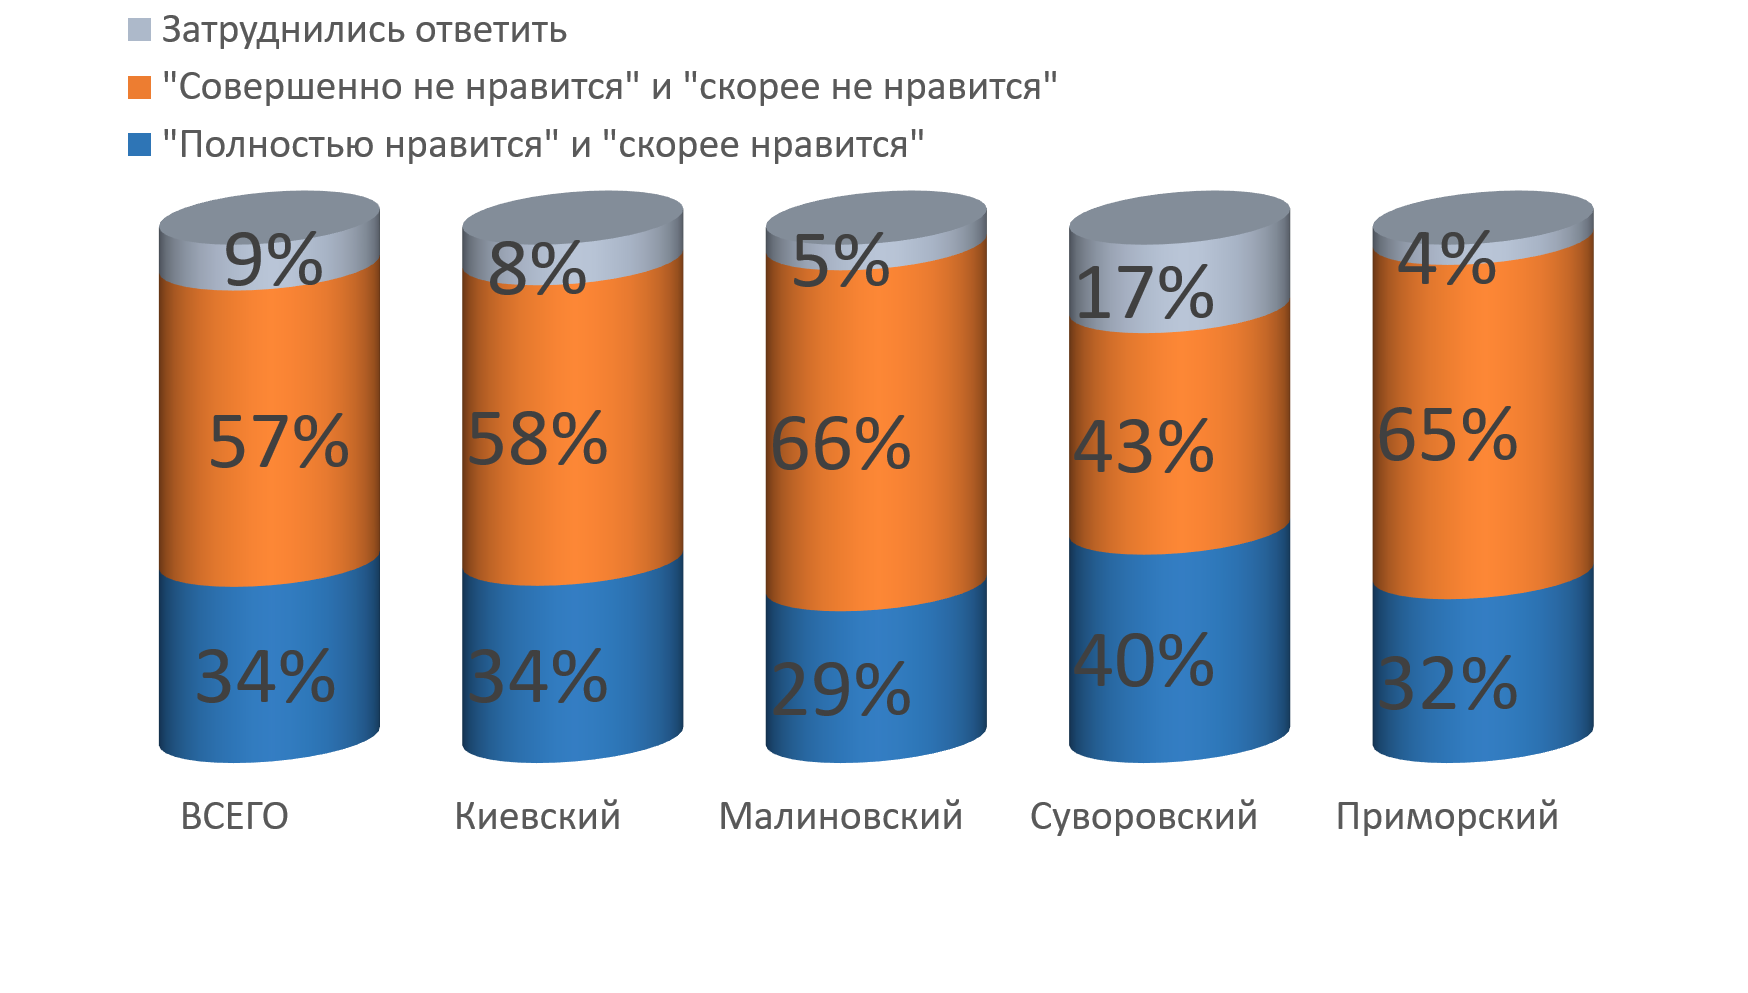 Затруднились ответить
"Совершенно не нравится" и "скорее не нравится"
"Полностью нравится" и "скорее нравится"
9% 8% 5% 17% 4%
57% 58% 66% 43% 65%
34% 34% 29% 40% 32%
ВСЕГО Киевский Малиновский Суворовский Приморский